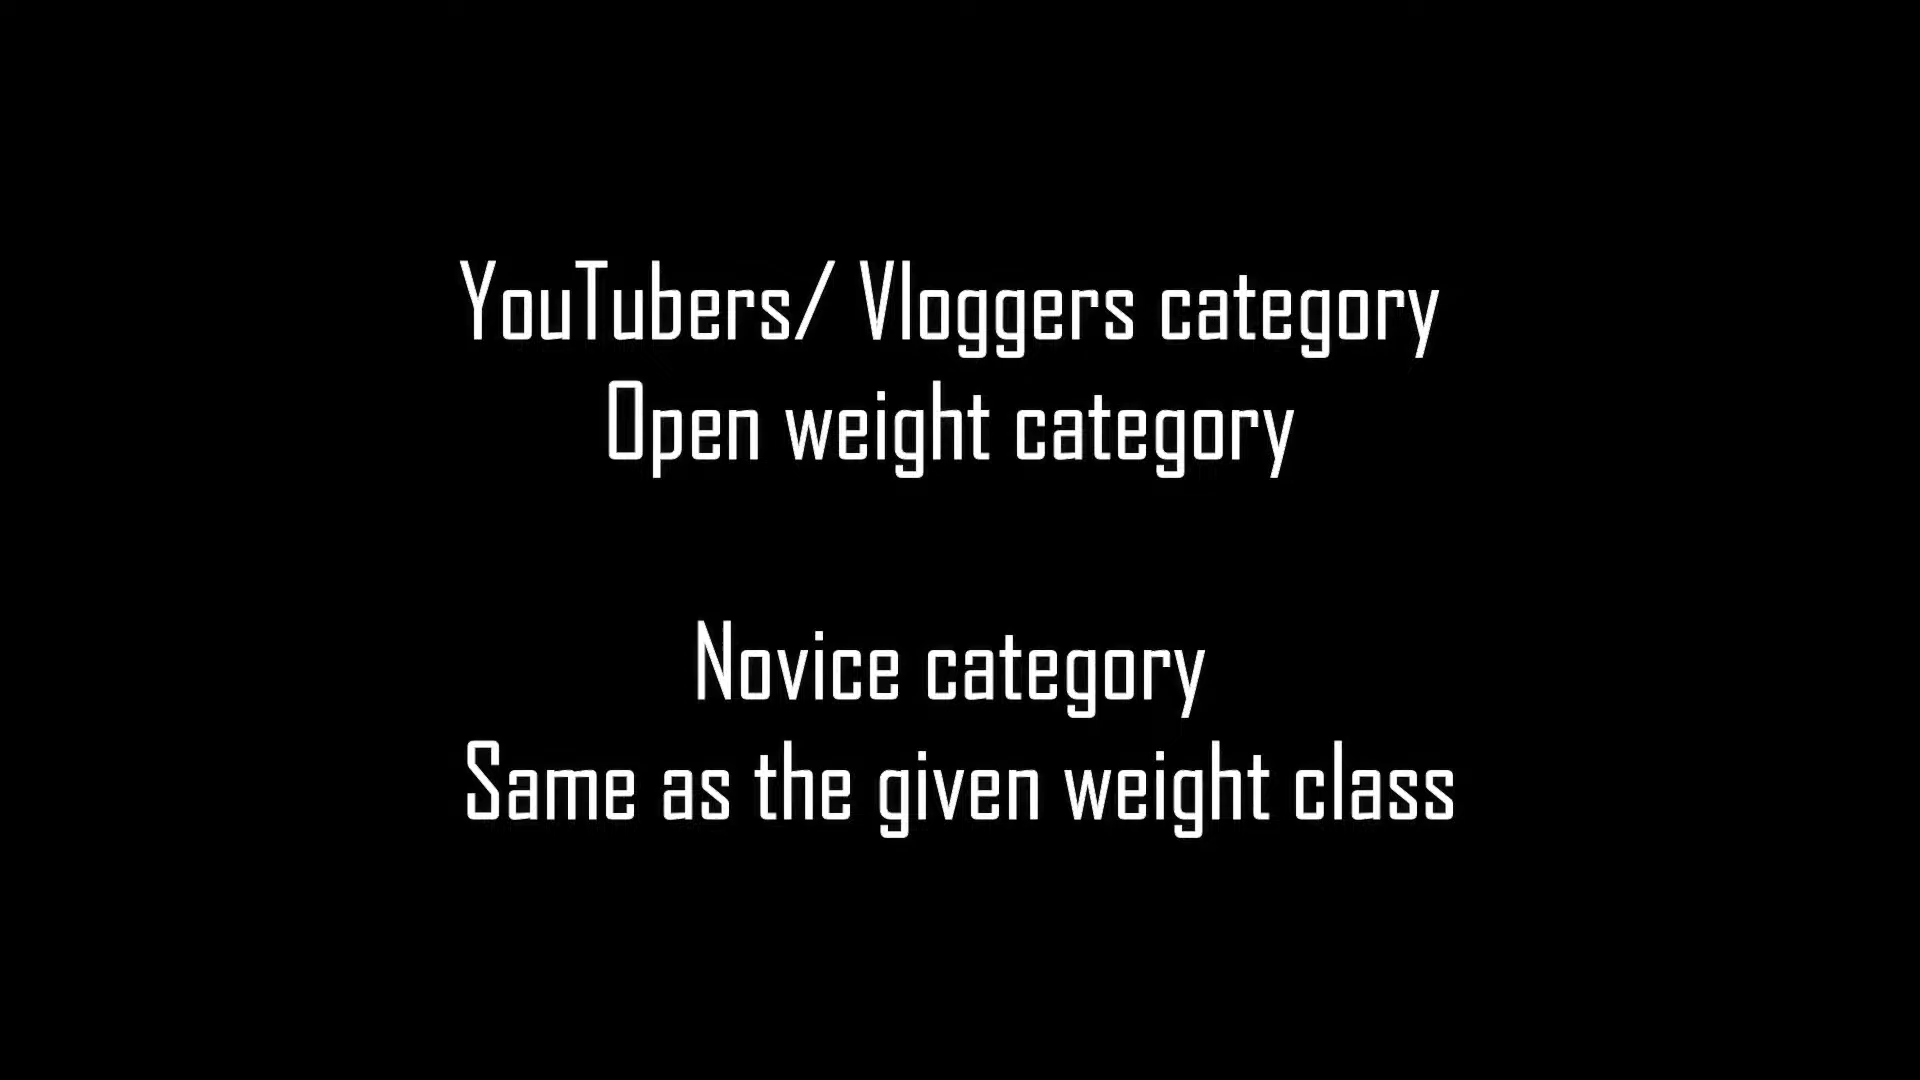 YouTubers/ Vloggers category
Open weight category
Novice category
Same as the given weight class